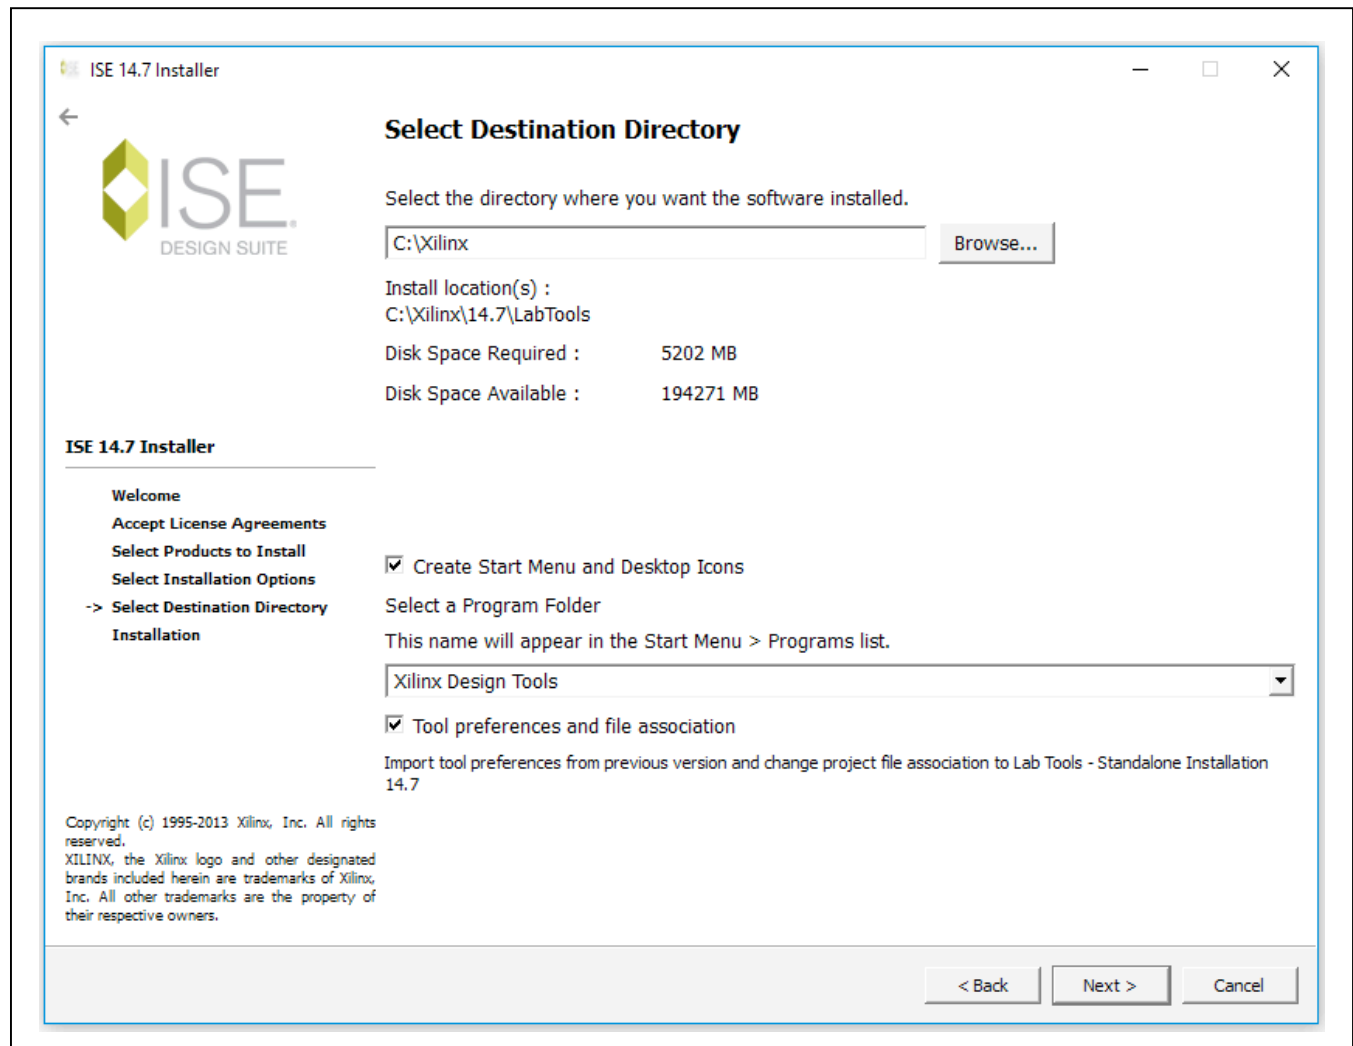 ISE 14.7 Installer
ISE®
DESIGN SUITE
Select Destination Directory
Select the directory where you want the software installed.
C:\Xilinx
Browse...
Install location(s) :
C:\Xilinx\14.7\LabTools
Disk Space Required : 5202 MB
Disk Space Available : 194271 MB
ISE 14.7 Installer
Welcome
Accept License Agreements
Select Products to Install
Select Installation Options
-> Select Destination Directory
Installation
Create Start Menu and Desktop Icons
Select a Program Folder
This name will appear in the Start Menu > Programs list.
Xilinx Design Tools
Tool preferences and file association
Import tool preferences from previous version and change project file association to Lab Tools - Standalone Installation
14.7
Copyright (c) 1995-2013 Xilinx, Inc. All rights
reserved.
XILINX, the Xilinx logo and other designated
brands included herein are trademarks of Xilinx,
Inc. All other trademarks are the property of
their respective owners.
< Back
Next >
Cancel